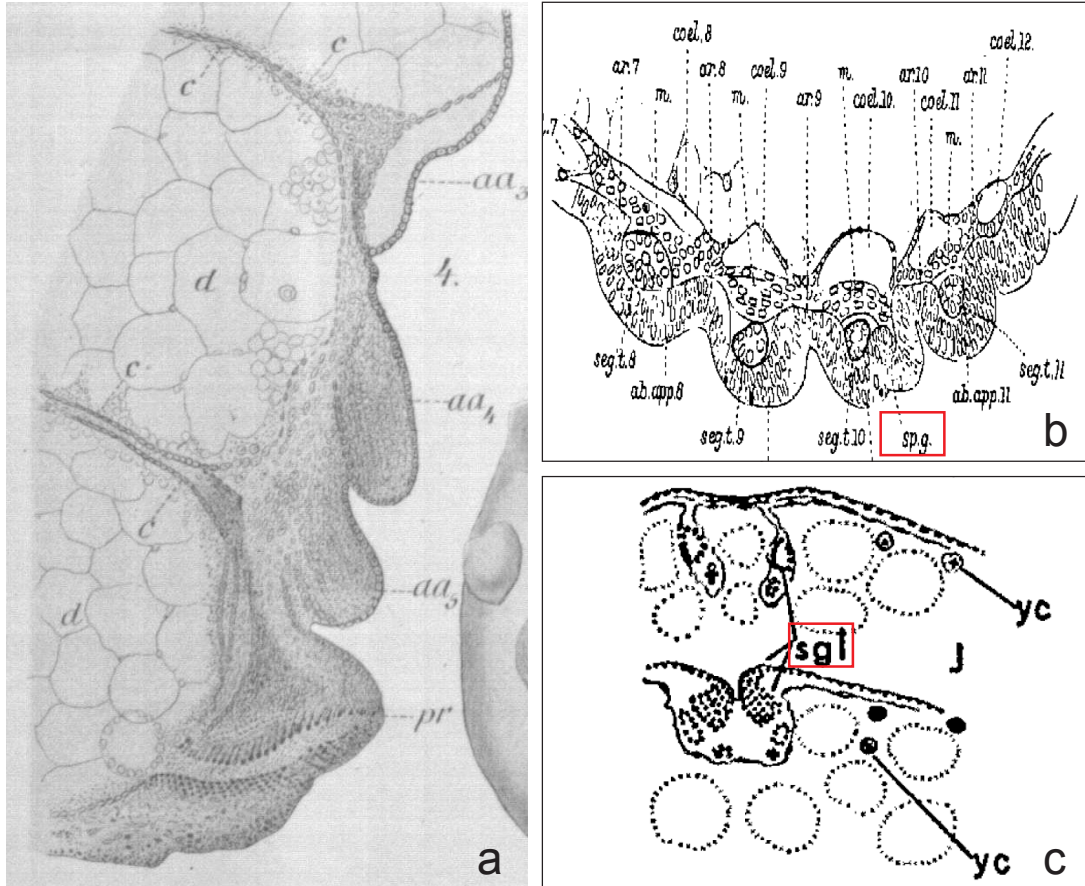 c
c
aa3
4.
d
aa4
c
c
aa5
d
pr
a
coel.8
coel.12.
ar.7
ar.8
coel.9
m.
ar.10
ar.11
m.
m.
ar.9
coel.10.
coel.11
m.
seg.t.8
ab.app.8
ab.app.11
seg.t.11
seg.t.9
seg.t.10
sp.g.
b
yc
sgt
J
yc
c